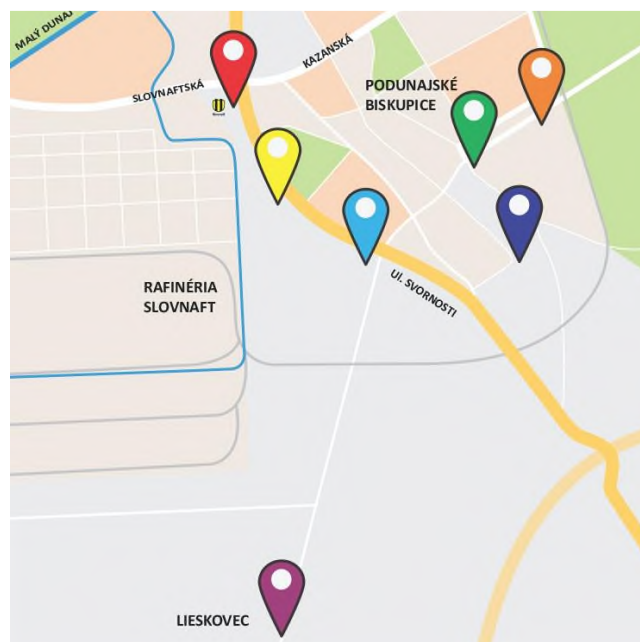 MALÝ DUNAJ
KAZANSKÁ
SLOVNAFTSKÁ
PODUNAJSKÉ
BISKUPICE
RAFINÉRIA
SLOVNAFT
Ul. SVORNOSTI
LIESKOVEC